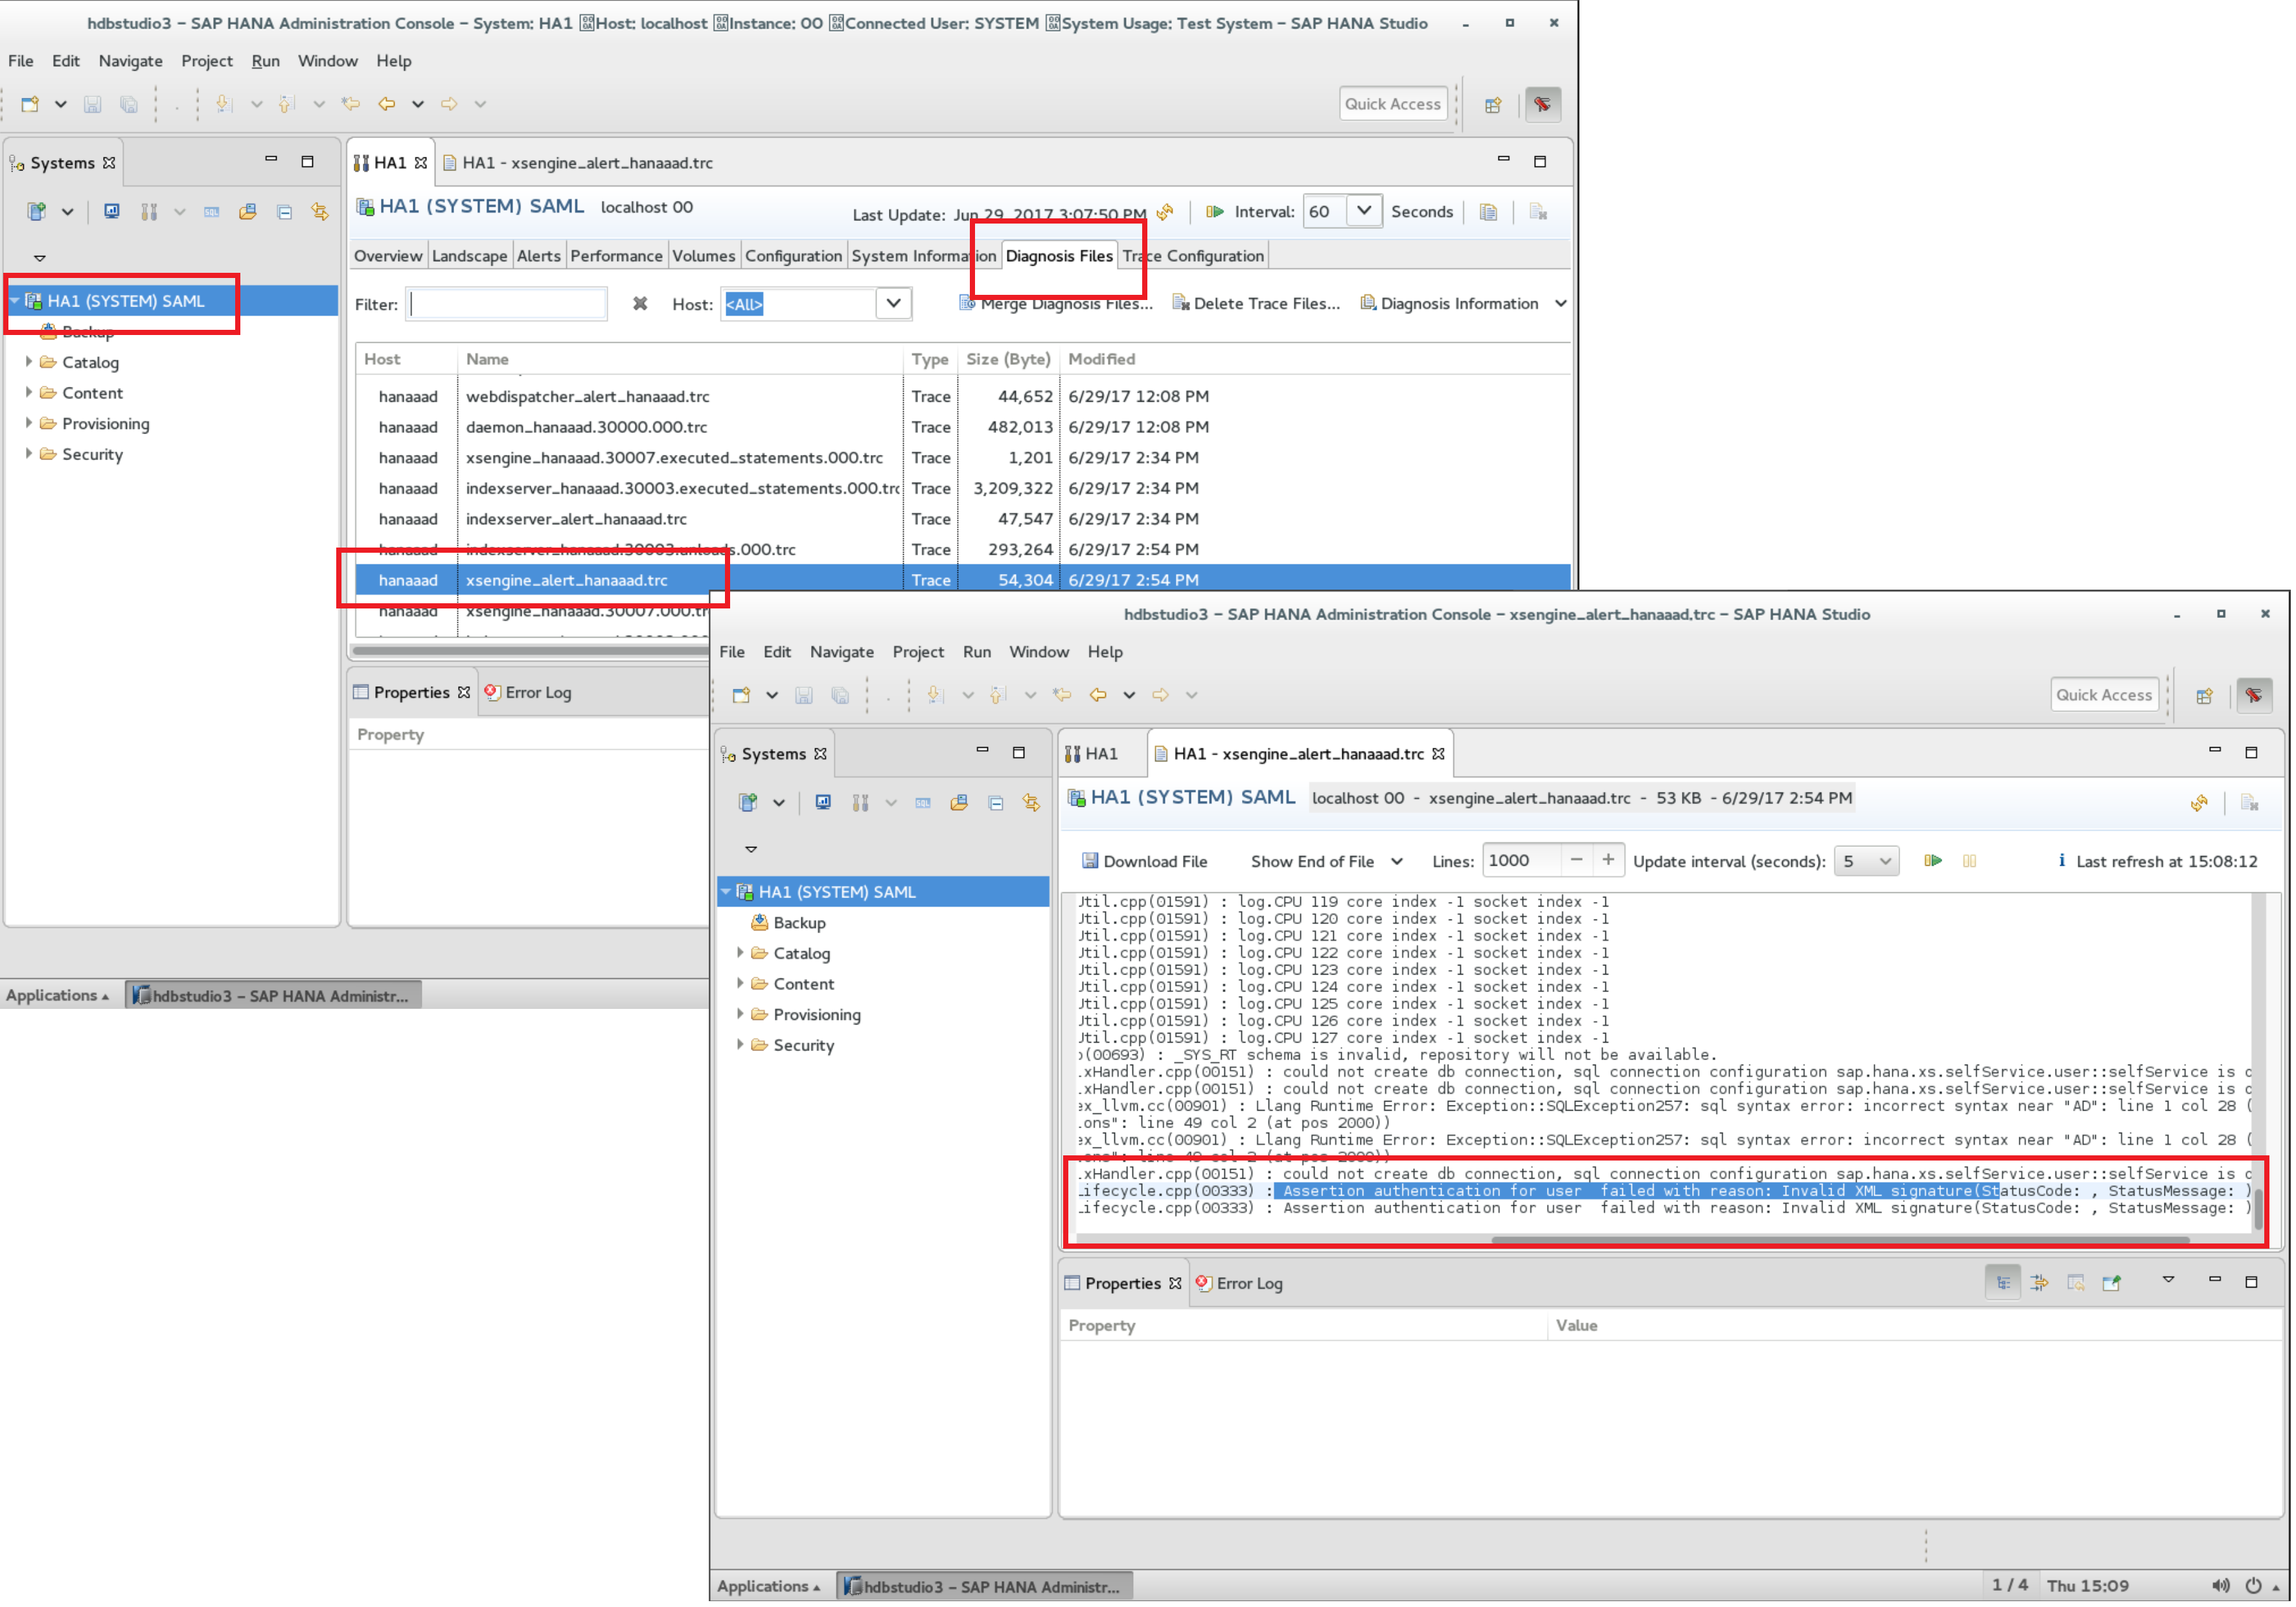 hdbstudio3 – SAP HANA Administration Console – System: HA1 Host: localhost Instance: 00 Connected User: SYSTEM System Usage: Test System – SAP HANA Studio
File Edit Navigate Project Run Window Help
Quick Access
Systems
HA1
HA1 - xsengine_alert_hanaaad.trc
HA1 (SYSTEM) SAML localhost 00
Last Update: Jun 29, 2017 3:07:50 PM
Interval: 60 Seconds
Overview Landscape Alerts Performance Volumes Configuration System Information Diagnosis Files Trace Configuration
HA1 (SYSTEM) SAML
Backup
Catalog
Content
Provisioning
Security
Filter: Host: <All> Merge Diagnosis Files... Delete Trace Files... Diagnosis Information
Host Name Type Size (Byte) Modified
hanaaad webdispatcher_alert_hanaaad.trc Trace 44,652 6/29/17 12:08 PM
hanaaad daemon_hanaaad.30000.000.trc Trace 482,013 6/29/17 12:08 PM
hanaaad xsengine_hanaaad.30007.executed_statements.000.trc Trace 1,201 6/29/17 2:34 PM
hanaaad indexserver_hanaaad.30003.executed_statements.000.trc Trace 3,209,322 6/29/17 2:34 PM
hanaaad indexserver_alert_hanaaad.trc Trace 47,547 6/29/17 2:34 PM
hanaaad indexserver_hanaaad.30003.unloads.000.trc Trace 293,264 6/29/17 2:54 PM
hanaaad xsengine_alert_hanaaad.trc Trace 54,304 6/29/17 2:54 PM
hanaaad xsengine_hanaaad.30007.000.tr
Properties Error Log
Property
Applications hdbstudio3 – SAP HANA Administr...
hdbstudio3 – SAP HANA Administration Console – xsengine_alert_hanaaad.trc – SAP HANA Studio
File Edit Navigate Project Run Window Help
Quick Access
Systems
HA1
HA1 - xsengine_alert_hanaaad.trc
HA1 (SYSTEM) SAML localhost 00 - xsengine_alert_hanaaad.trc - 53 KB - 6/29/17 2:54 PM
Download File Show End of File Lines: 1000 − + Update interval (seconds): 5 Last refresh at 15:08:12
HA1 (SYSTEM) SAML
Backup
Catalog
Content
Provisioning
Security
Util.cpp(01591) : log.CPU 119 core index -1 socket index -1
Util.cpp(01591) : log.CPU 120 core index -1 socket index -1
Util.cpp(01591) : log.CPU 121 core index -1 socket index -1
Util.cpp(01591) : log.CPU 122 core index -1 socket index -1
Util.cpp(01591) : log.CPU 123 core index -1 socket index -1
Util.cpp(01591) : log.CPU 124 core index -1 socket index -1
Util.cpp(01591) : log.CPU 125 core index -1 socket index -1
Util.cpp(01591) : log.CPU 126 core index -1 socket index -1
Util.cpp(01591) : log.CPU 127 core index -1 socket index -1
p(00693) : _SYS_RT schema is invalid, repository will not be available.
.xHandler.cpp(00151) : could not create db connection, sql connection configuration sap.hana.xs.selfService.user::selfService is
.xHandler.cpp(00151) : could not create db connection, sql connection configuration sap.hana.xs.selfService.user::selfService is
ex_llvm.cc(00901) : Llang Runtime Error: Exception::SQLException257: sql syntax error: incorrect syntax near "AD": line 1 col 28 (
.ons": line 49 col 2 (at pos 2000))
ex_llvm.cc(00901) : Llang Runtime Error: Exception::SQLException257: sql syntax error: incorrect syntax near "AD": line 1 col 28 (
.ons": line 49 col 2 (at pos 2000))
.xHandler.cpp(00151) : could not create db connection, sql connection configuration sap.hana.xs.selfService.user::selfService is
.ifecycle.cpp(00333) : Assertion authentication for user  failed with reason: Invalid XML signature(StatusCode: , StatusMessage: )
.ifecycle.cpp(00333) : Assertion authentication for user  failed with reason: Invalid XML signature(StatusCode: , StatusMessage: )
Properties Error Log
Property Value
Applications hdbstudio3 – SAP HANA Administr...
1 / 4 Thu 15:09